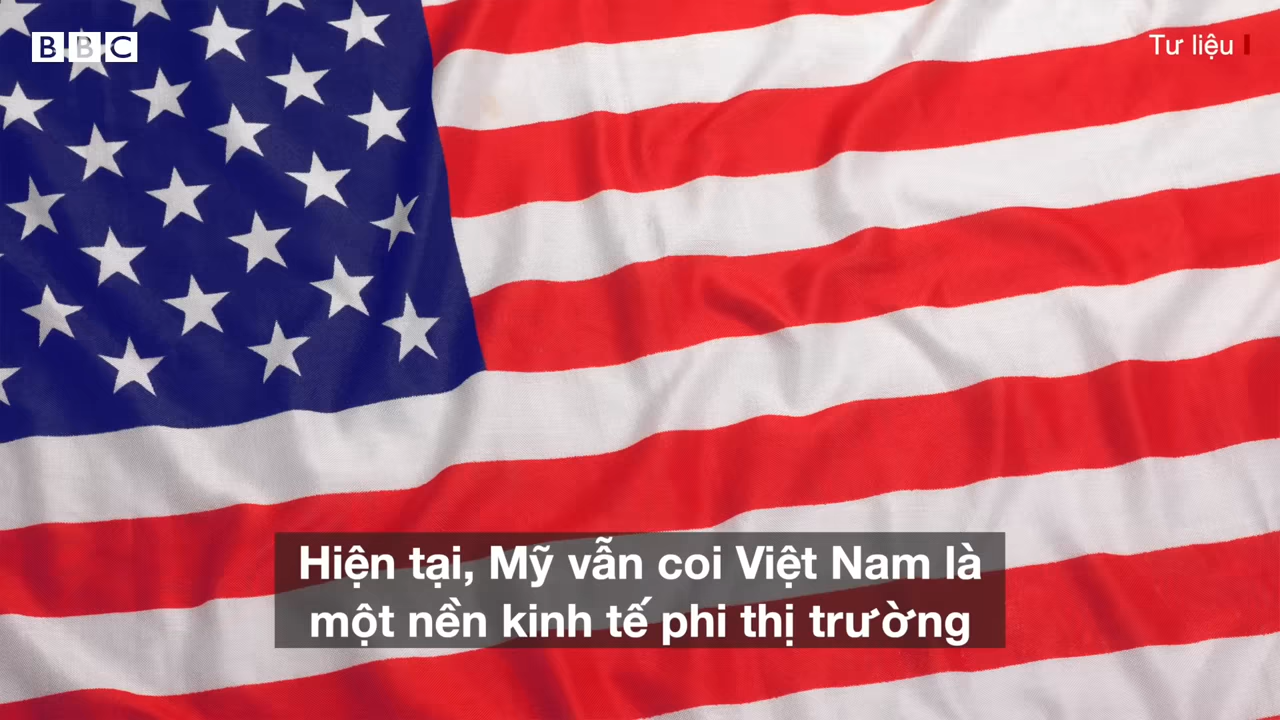 BBC
Tư liệu
Hiện tại, Mỹ vẫn coi Việt Nam là
một nền kinh tế phi thị trường